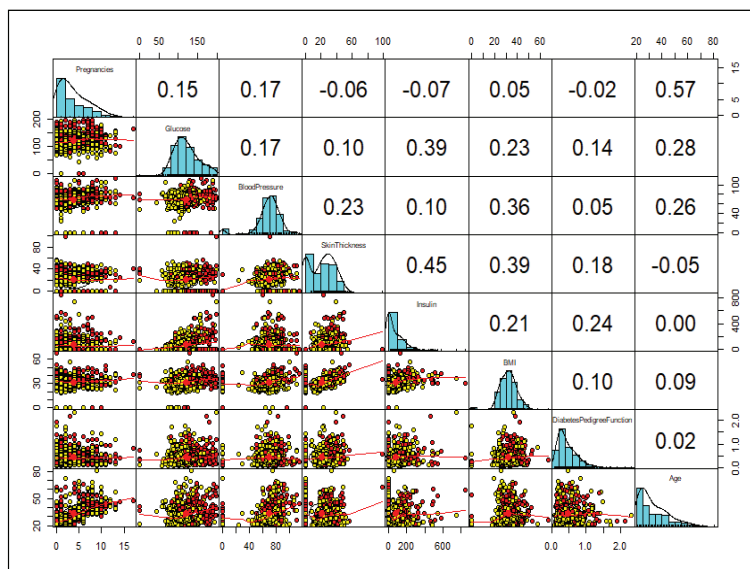 0 50 150
0 20 40 60 100
0 20 40 60
20 40 60 80
Pregnancies
0.15 0.17 -0.06 -0.07 0.05 -0.02 0.57
0 5 10 15
0 100 200
Glucose
0.17 0.10 0.39 0.23 0.14 0.28
BloodPressure
0.23 0.10 0.36 0.05 0.26
0 40 100
0 40 80
SkinThickness
0.45 0.39 0.18 -0.05
Insulin
0.21 0.24 0.00
0 400 800
0 30 60
BMI
0.10 0.09
DiabetesPedigreeFunction
0.02
0.0 1.0 2.0
20 40 60 80
Age
0 5 10 15
0 40 80
0 200 600
0.0 1.0 2.0